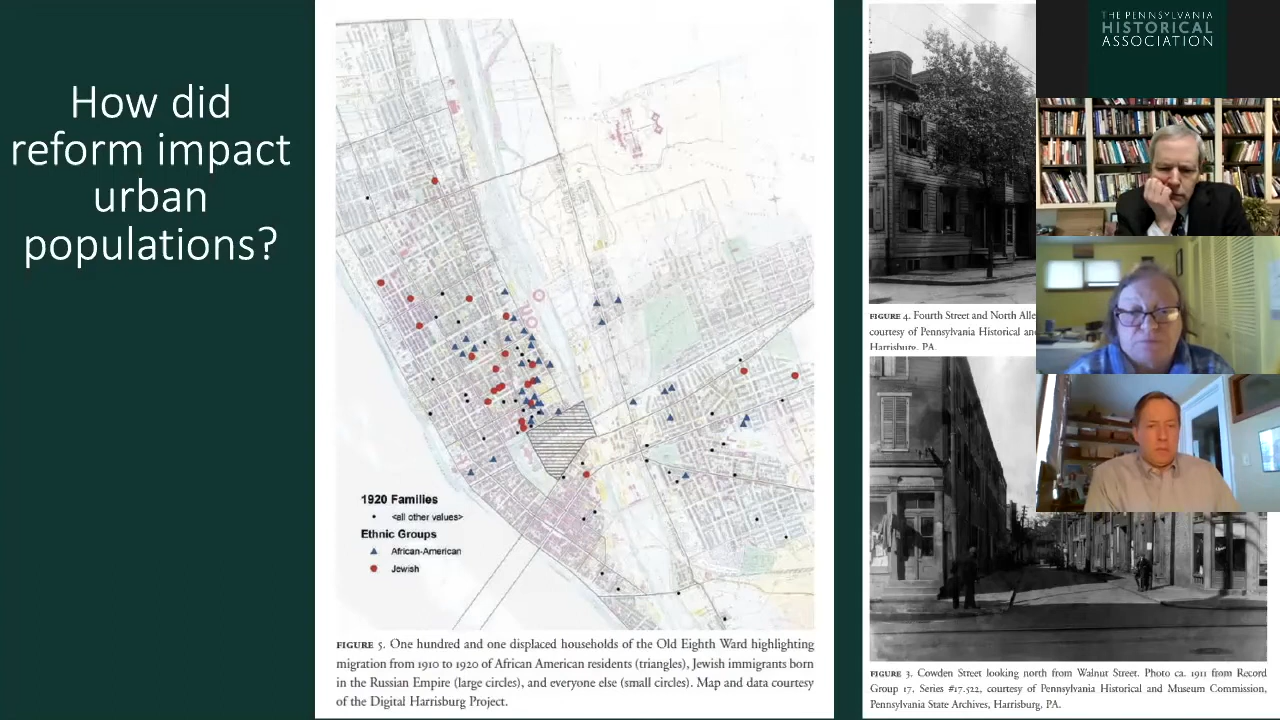 How did
reform impact
urban
populations?
1920 Families
<all other values>
Ethnic Groups
African-American
Jewish
FIGURE 5. One hundred and one displaced households of the Old Eighth Ward highlighting
migration from 1910 to 1920 of African American residents (triangles), Jewish immigrants born
in the Russian Empire (large circles), and everyone else (small circles). Map and data courtesy
of the Digital Harrisburg Project.
FIGURE 4. Fourth Street and North Alle
courtesy of Pennsylvania Historical an
Harrisburg, PA.
FIGURE 3. Cowden Street looking north from Walnut Street. Photo ca. 1911 from Record
Group 17, Series #17.522, courtesy of Pennsylvania Historical and Museum Commission,
Pennsylvania State Archives, Harrisburg, PA.
THE PENNSYLVANIA
HISTORICAL
ASSOCIATION